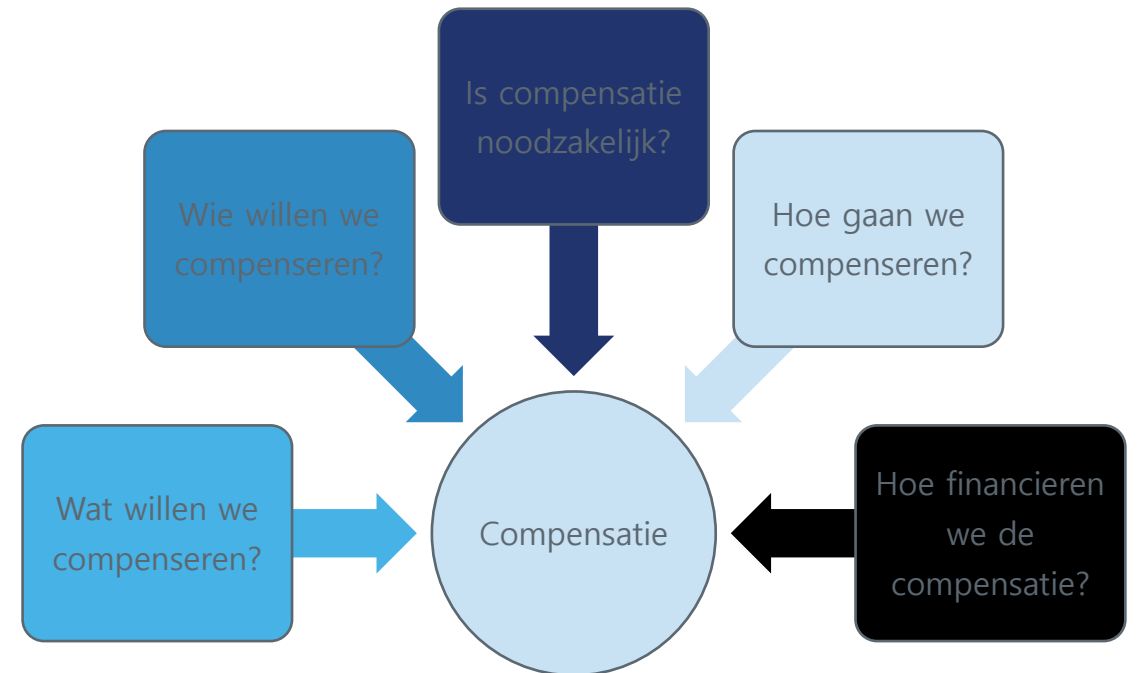 Is compensatie
noodzakelijk?
Wie willen we
compenseren?
Hoe gaan we
compenseren?
Wat willen we
compenseren?
Compensatie
Hoe financieren
we de
compensatie?